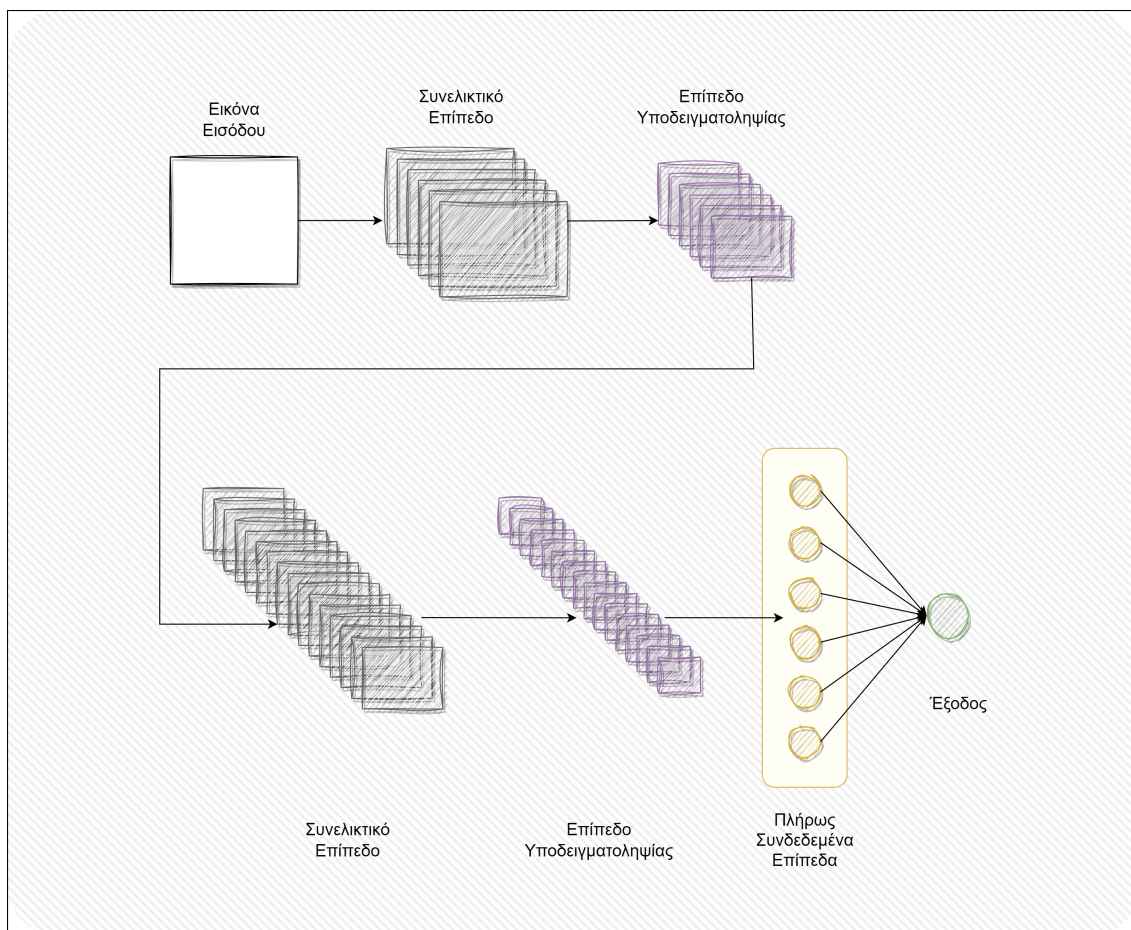 Εικόνα
Εισόδου
Συνελικτικό
Επίπεδο
Επίπεδο
Υποδειγματοληψίας
Έξοδος
Συνελικτικό
Επίπεδο
Επίπεδο
Υποδειγματοληψίας
Πλήρως
Συνδεδεμένα
Επίπεδα